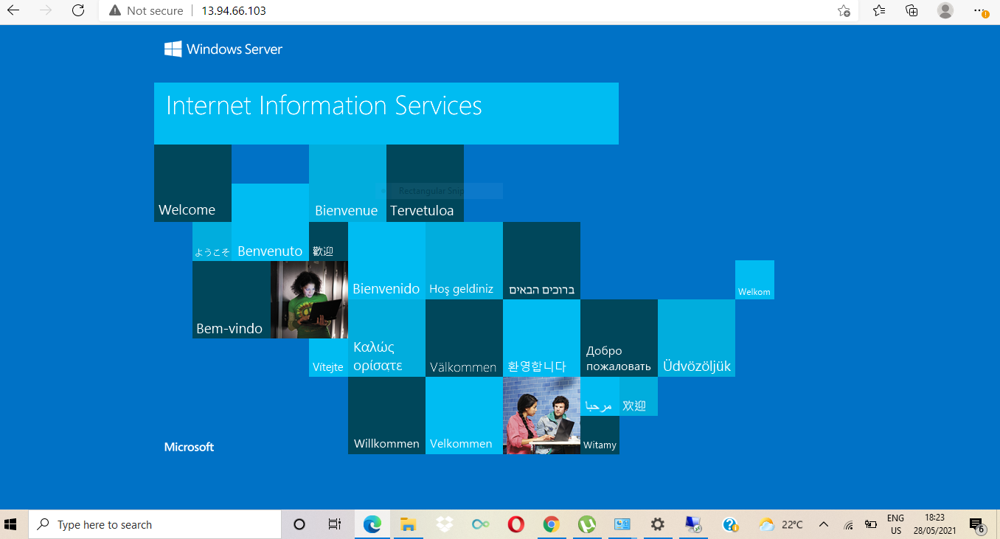 Not secure
13.94.66.103
Windows Server
Internet Information Services
Welcome
Bienvenue
Tervetuloa
Rectangular Snip
ようこそ
Benvenuto
歡迎
Bienvenido
Hoş geldiniz
ברוכים הבאים
Welkom
Bem-vindo
Vítejte
Καλώς
ορίσατε
Välkommen
환영합니다
Добро
пожаловать
Üdvözöljük
مرحبا
欢迎
Willkommen
Velkommen
Witamy
Microsoft
Type here to search
22°C
ENG
US
18:23
28/05/2021
6